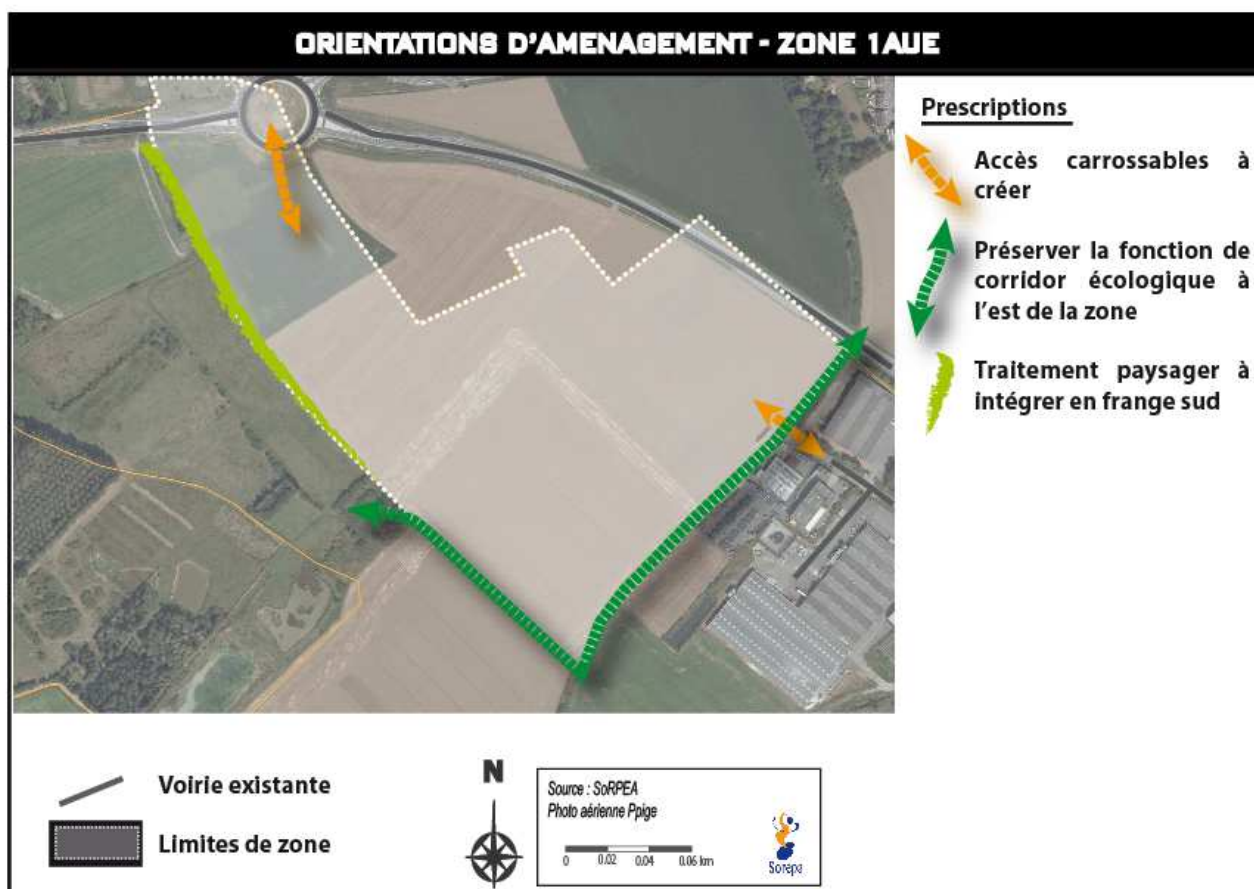 ORIENTATIONS D'AMENAGEMENT - ZONE 1AUE
Prescriptions
Accès carrossables à
créer
Préserver la fonction de
corridor écologique à
l'est de la zone
Traitement paysager à
intégrer en frange sud
Voirie existante
Limites de zone
N
Source : SoRPEA
Photo aérienne Ppige
0 0.02 0.04 0.06 km
Sorepa